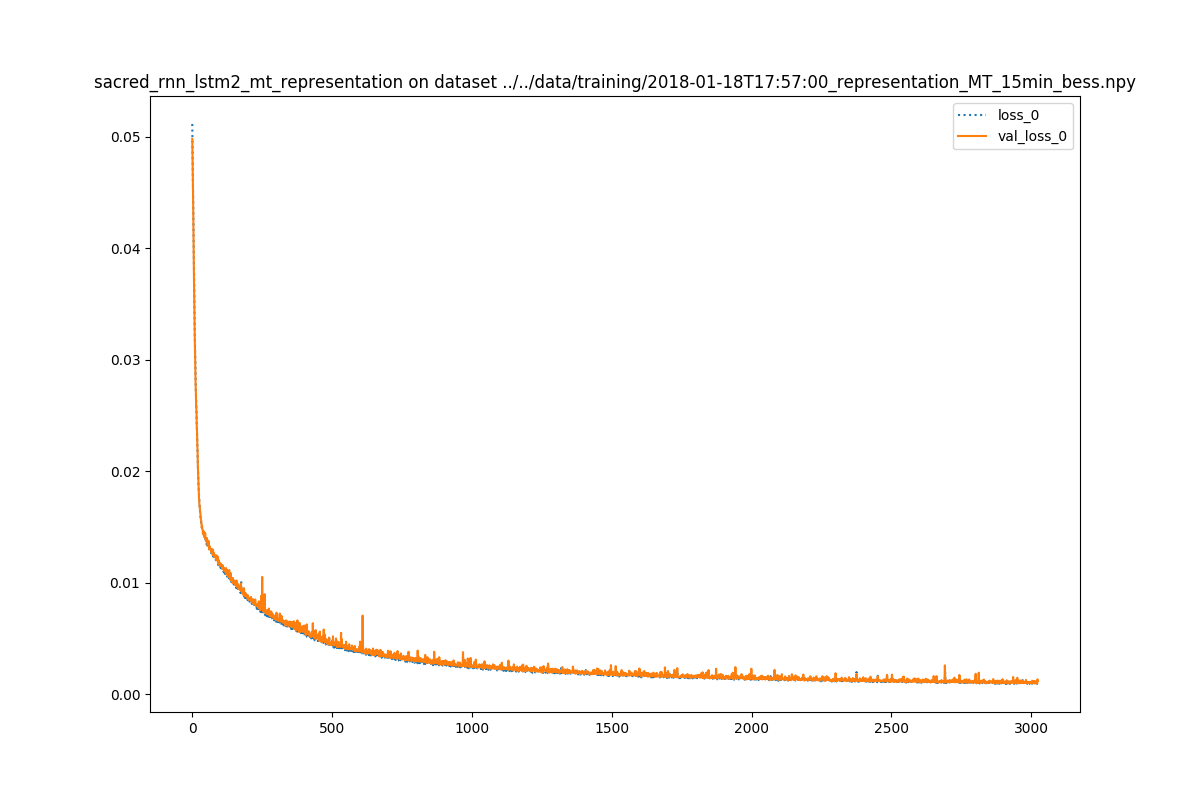 sacred_rnn_lstm2_mt_representation on dataset ../../data/training/2018-01-18T17:57:00_representation_MT_15min_bess.npy
loss_0
val_loss_0
0.05
0.04
0.03
0.02
0.01
0.00
0 500 1000 1500 2000 2500 3000